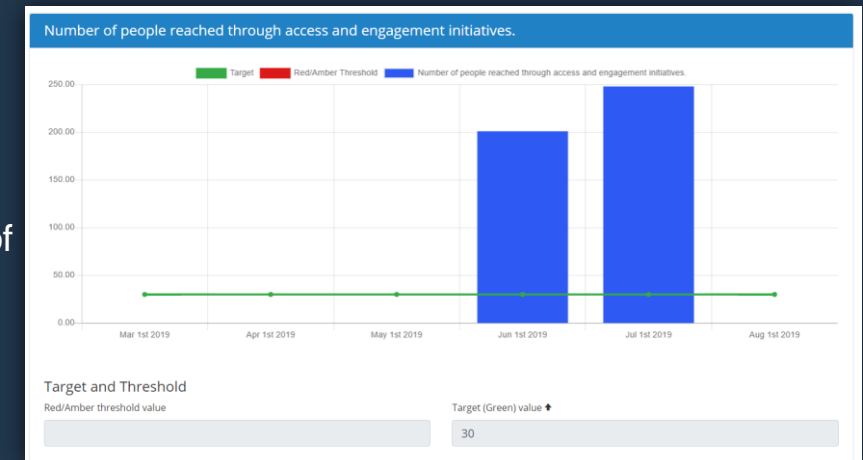 of
Number of people reached through access and engagement initiatives.
Target Red/Amber Threshold Number of people reached through access and engagement initiatives.
250.00
200.00
150.00
100.00
50.00
0.00
Mar 1st 2019 Apr 1st 2019 May 1st 2019 Jun 1st 2019 Jul 1st 2019 Aug 1st 2019
Target and Threshold
Red/Amber threshold value Target (Green) value
30